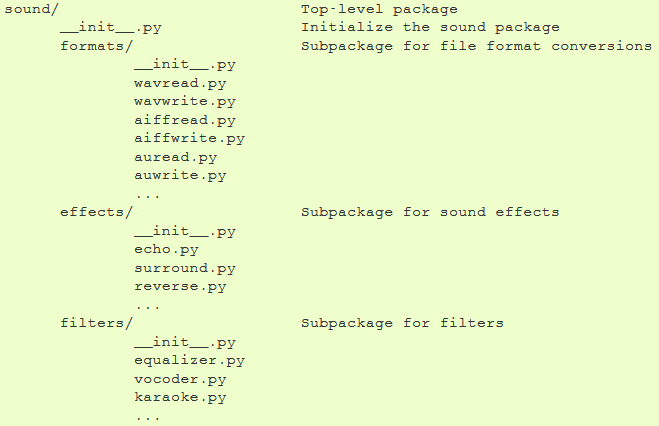 sound/                          Top-level package
      __init__.py               Initialize the sound package
      formats/                  Subpackage for file format conversions
              __init__.py
              wavread.py
              wavwrite.py
              aiffread.py
              aiffwrite.py
              auread.py
              auwrite.py
              ...
      effects/                  Subpackage for sound effects
              __init__.py
              echo.py
              surround.py
              reverse.py
              ...
      filters/                  Subpackage for filters
              __init__.py
              equalizer.py
              vocoder.py
              karaoke.py
              ...